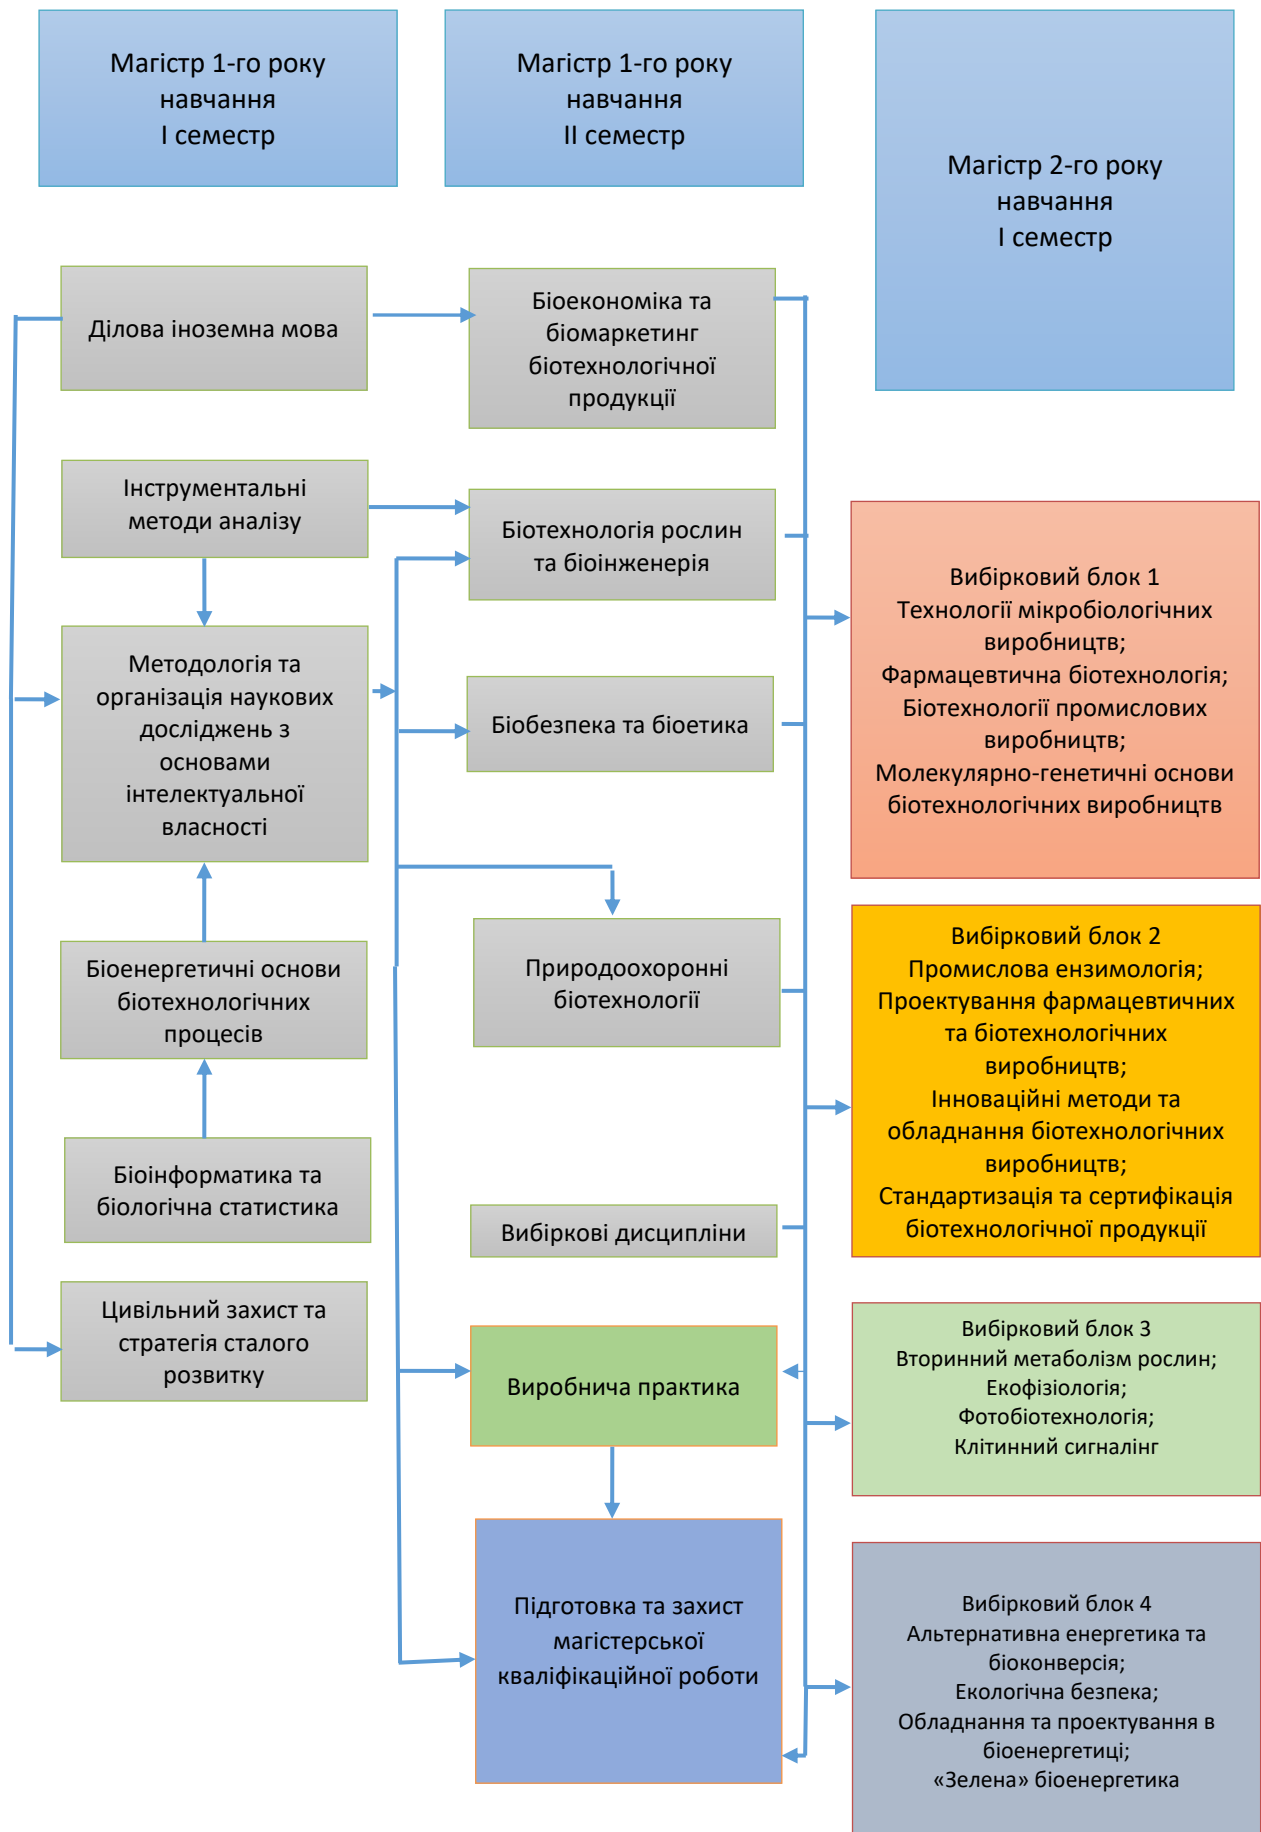 Магістр 1-го року
навчання
І семестр
Магістр 1-го року
навчання
ІІ семестр
Магістр 2-го року
навчання
І семестр
Ділова іноземна мова
Інструментальні
методи аналізу
Методологія та
організація наукових
досліджень з
основами
інтелектуальної
власності
Біоенергетичні основи
біотехнологічних
процесів
Біоінформатика та
біологічна статистика
Цивільний захист та
стратегія сталого
розвитку
Біоекономіка та
біомаркетинг
біотехнологічної
продукції
Біотехнологія рослин
та біоінженерія
Біобезпека та біоетика
Природоохоронні
біотехнології
Вибіркові дисципліни
Виробнича практика
Підготовка та захист
магістерської
кваліфікаційної роботи
Вибірковий блок 1
Технології мікробіологічних
виробництв;
Фармацевтична біотехнологія;
Біотехнології промислових
виробництв;
Молекулярно-генетичні основи
біотехнологічних виробництв
Вибірковий блок 2
Промислова ензимологія;
Проектування фармацевтичних
та біотехнологічних
виробництв;
Інноваційні методи та
обладнання біотехнологічних
виробництв;
Стандартизація та сертифікація
біотехнологічної продукції
Вибірковий блок 3
Вторинний метаболізм рослин;
Екофізіологія;
Фотобіотехнологія;
Клітинний сигналінг
Вибірковий блок 4
Альтернативна енергетика та
біоконверсія;
Екологічна безпека;
Обладнання та проектування в
біоенергетиці;
«Зелена» біоенергетика